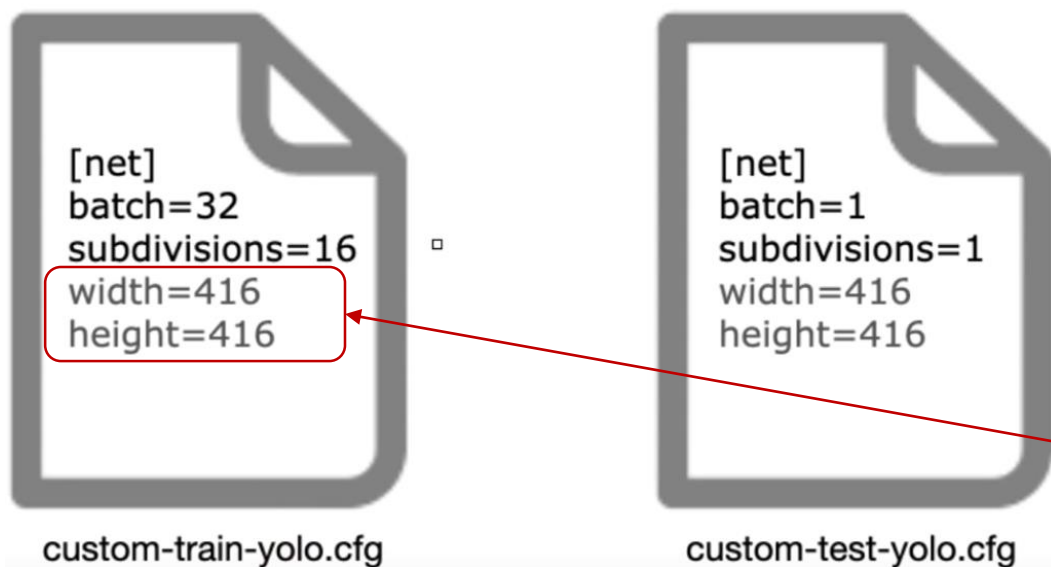 [net]
batch=32
subdivisions=16
width=416
height=416
custom-train-yolo.cfg
[net]
batch=1
subdivisions=1
width=416
height=416
custom-test-yolo.cfg